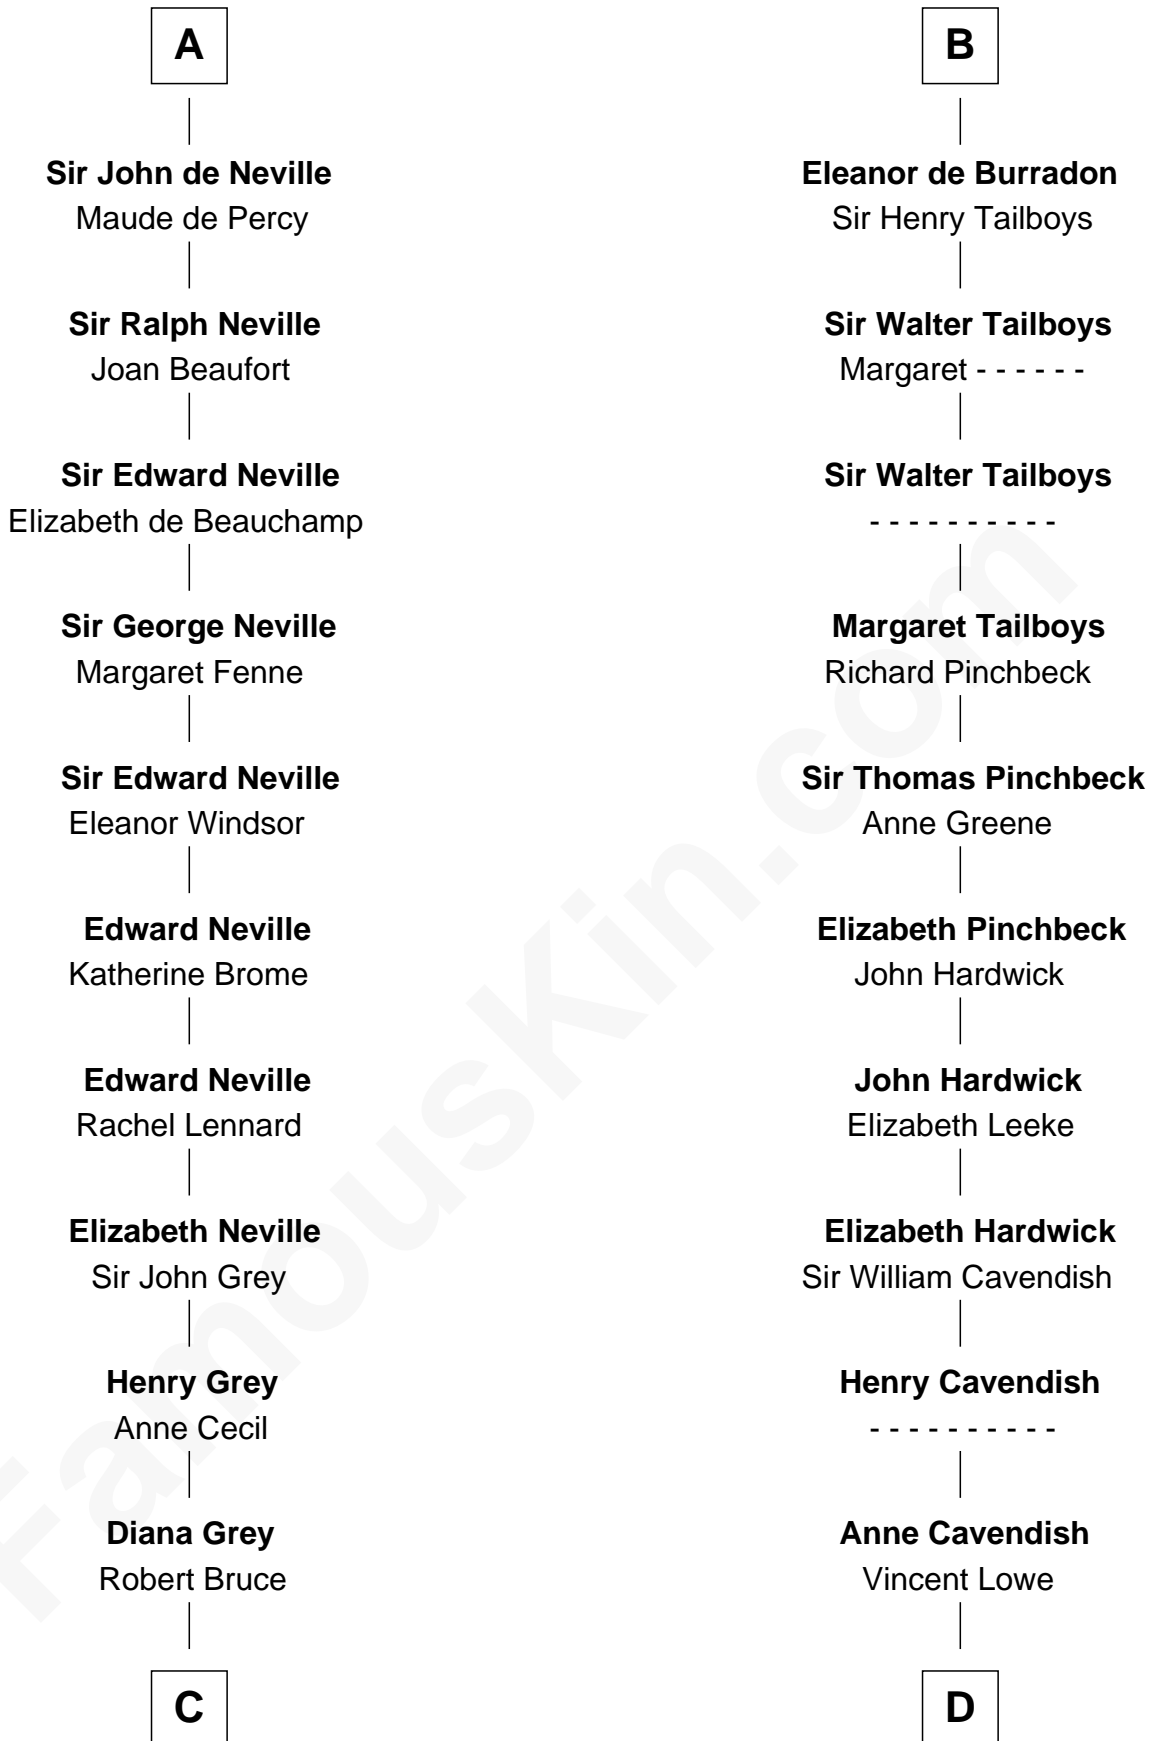 A
Sir John de Neville
Maude de Percy
Sir Ralph Neville
Joan Beaufort
Sir Edward Neville
Elizabeth de Beauchamp
Sir George Neville
Margaret Fenne
Sir Edward Neville
Eleanor Windsor
Edward Neville
Katherine Brome
Edward Neville
Rachel Lennard
Elizabeth Neville
Sir John Grey
Henry Grey
Anne Cecil
Diana Grey
Robert Bruce
C
B
Eleanor de Burradon
Sir Henry Tailboys
Sir Walter Tailboys
Margaret - - - - - -
Sir Walter Tailboys
- - - - - - - - - -
Margaret Tailboys
Richard Pinchbeck
Sir Thomas Pinchbeck
Anne Greene
Elizabeth Pinchbeck
John Hardwick
John Hardwick
Elizabeth Leeke
Elizabeth Hardwick
Sir William Cavendish
Henry Cavendish
- - - - - - - - - -
Anne Cavendish
Vincent Lowe
D
FamousKin.com